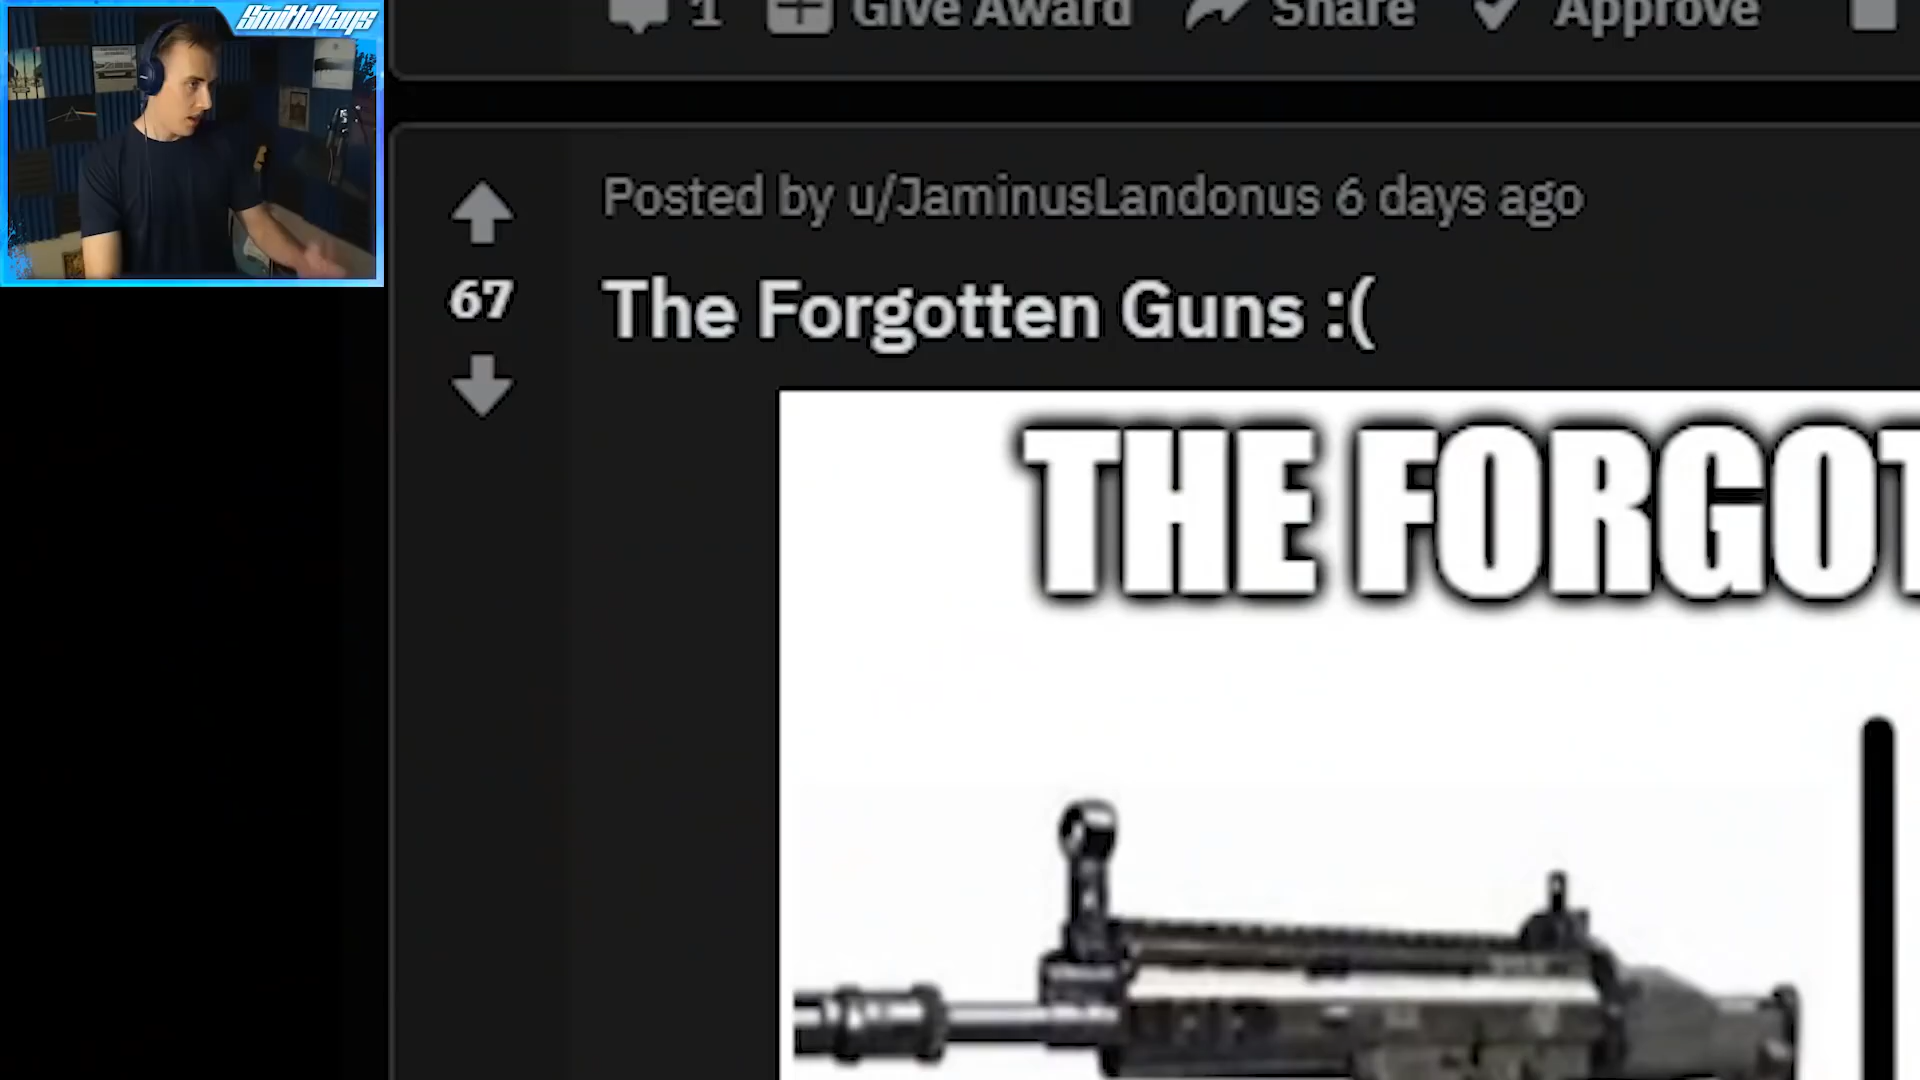 SmithPlays
1 Give Award Share Approve
Posted by u/JaminusLandonus 6 days ago
67
The Forgotten Guns :(
THE FORGOT